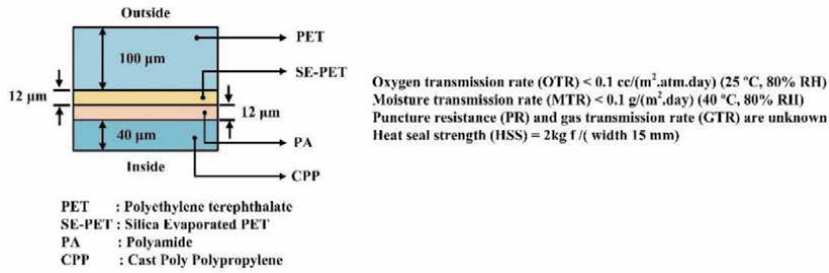 Outside
PET
100 µm
SE-PET
12 µm
12 µm
40 µm
PA
Inside
CPP
Oxygen transmission rate (OTR) < 0.1 cc/(m².atm.day) (25 °C, 80% RH)
Moisture transmission rate (MTR) < 0.1 g/(m².day) (40 °C, 80% RH)
Puncture resistance (PR) and gas transmission rate (GTR) are unknown
Heat seal strength (HSS) = 2kg f /( width 15 mm)
PET : Polyethylene terephthalate
SE-PET : Silica Evaporated PET
PA : Polyamide
CPP : Cast Poly Polypropylene